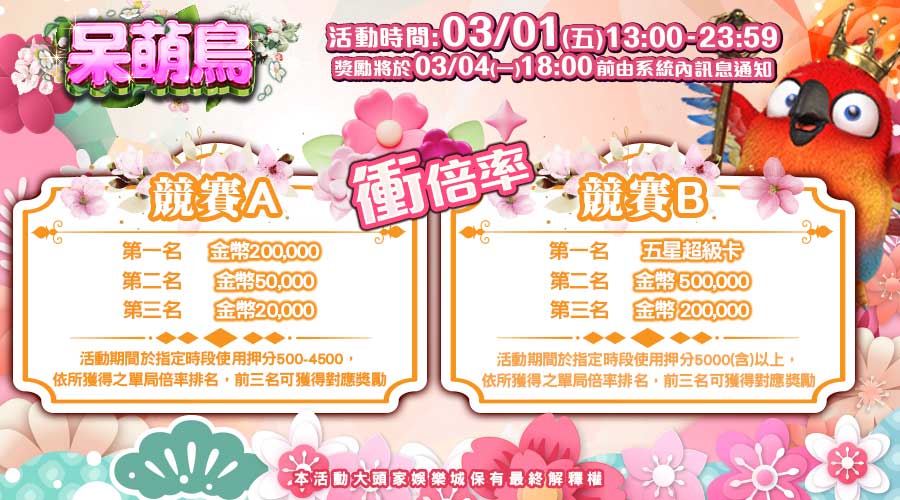 呆萌鳥
活動時間:03/01(五)13:00-23:59
獎勵將於03/04(一)18:00前由系統內訊息通知
衝倍率
競賽A
第一名 金幣200,000
第二名 金幣50,000
第三名 金幣20,000
活動期間於指定時段使用押分500-4500，
依所獲得之單局倍率排名，前三名可獲得對應獎勵
競賽B
第一名 五星超級卡
第二名 金幣 500,000
第三名 金幣 200,000
活動期間於指定時段使用押分5000(含)以上，
依所獲得之單局倍率排名，前三名可獲得對應獎勵
本活動大頭家娛樂城保有最終解釋權